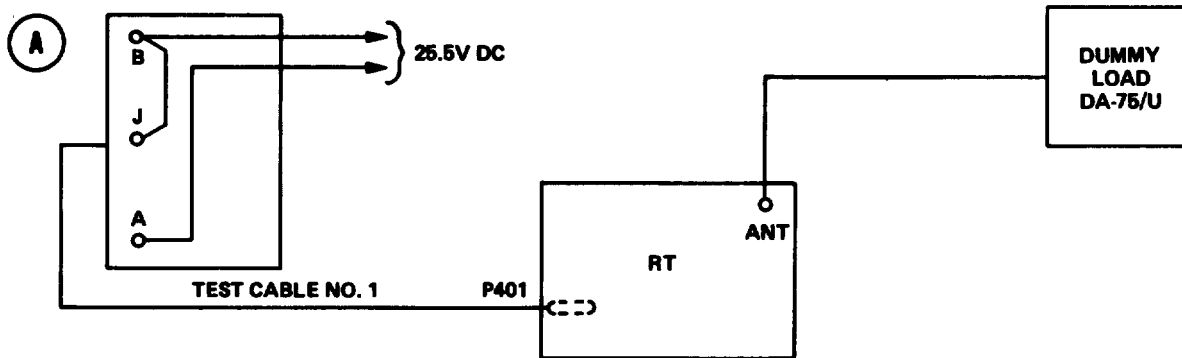 A
B
25.5V DC
J
A
TEST CABLE NO. 1
P401
RT
ANT
DUMMY
LOAD
DA-75/U